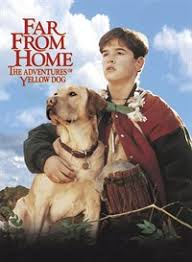 FAR FROM
HOME
THE ADVENTURES OF
YELLOW DOG